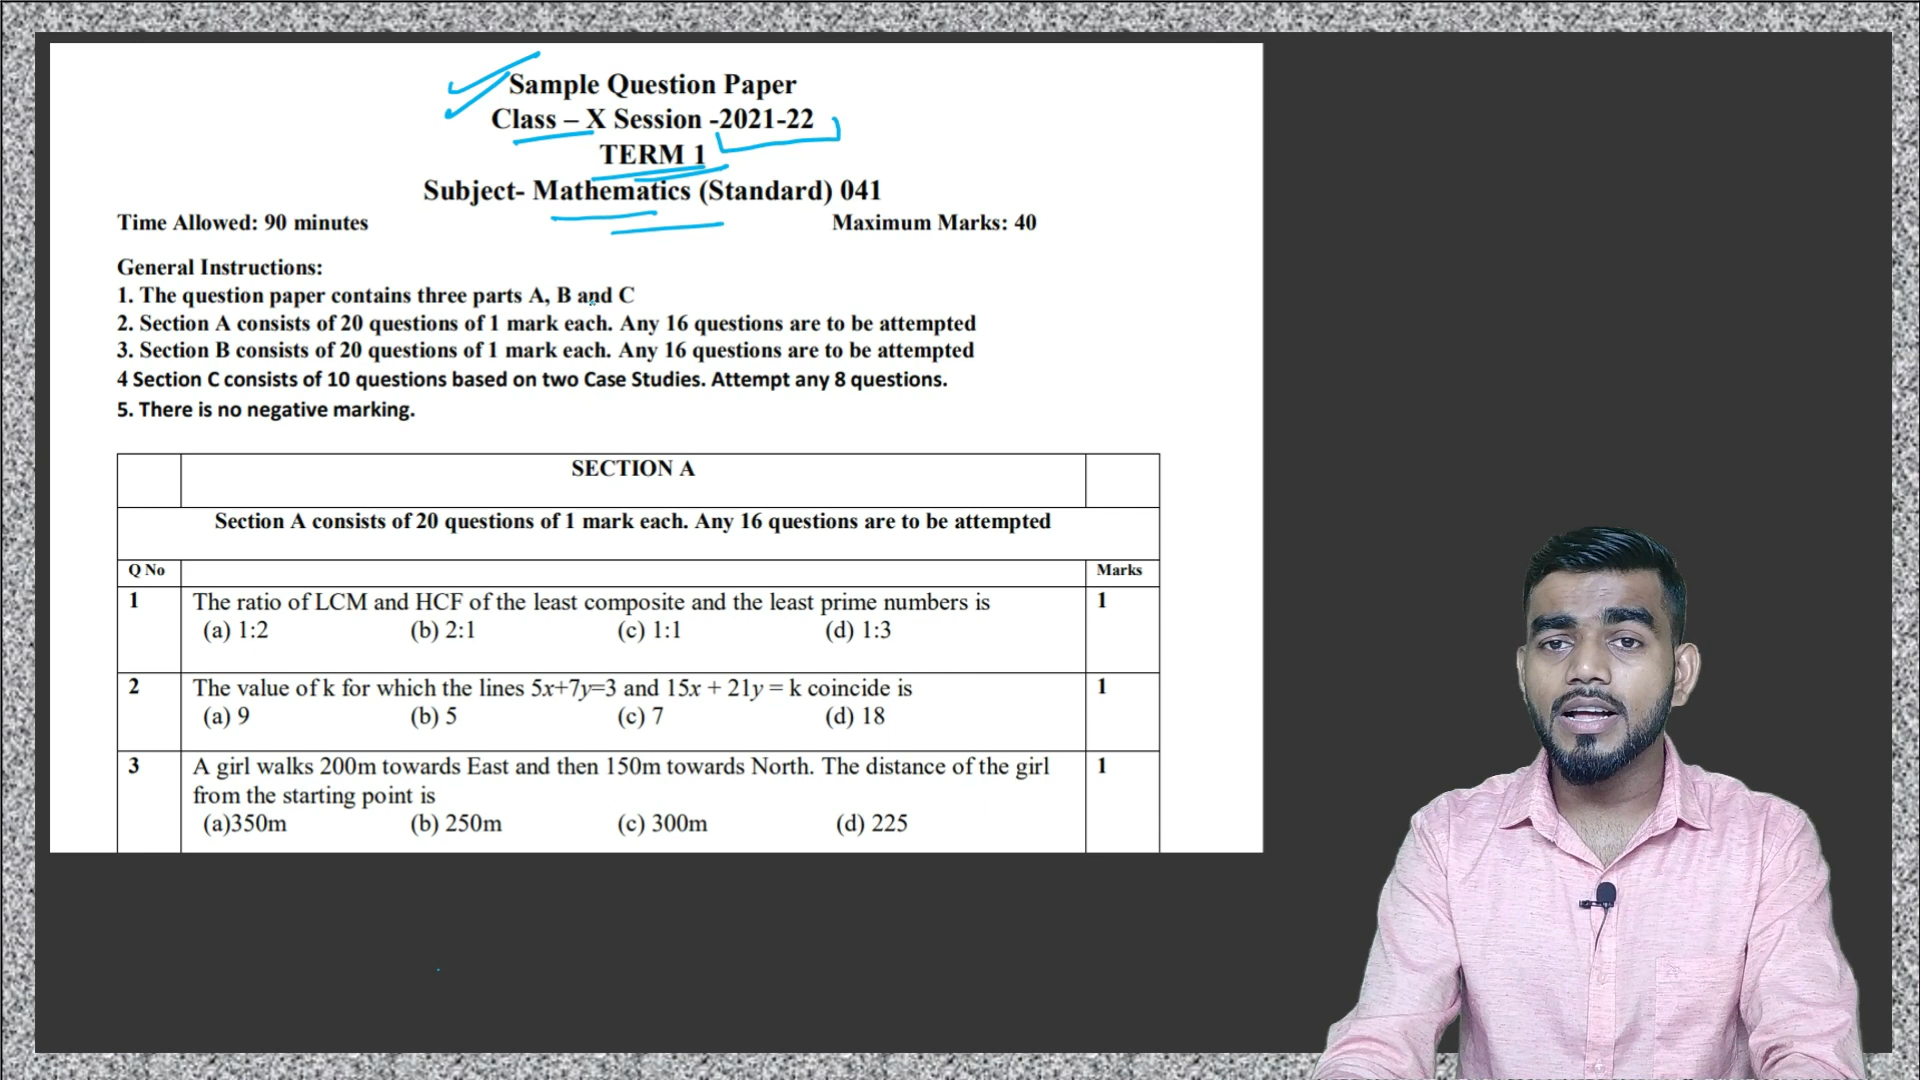 Sample Question Paper
Class – X Session -2021-22
TERM 1
Subject- Mathematics (Standard) 041
Time Allowed: 90 minutes Maximum Marks: 40
General Instructions:
1. The question paper contains three parts A, B and C
2. Section A consists of 20 questions of 1 mark each. Any 16 questions are to be attempted
3. Section B consists of 20 questions of 1 mark each. Any 16 questions are to be attempted
4 Section C consists of 10 questions based on two Case Studies. Attempt any 8 questions.
5. There is no negative marking.
SECTION A
Section A consists of 20 questions of 1 mark each. Any 16 questions are to be attempted
Q No Marks
1 The ratio of LCM and HCF of the least composite and the least prime numbers is 1
(a) 1:2 (b) 2:1 (c) 1:1 (d) 1:3
2 The value of k for which the lines 5x+7y=3 and 15x + 21y = k coincide is 1
(a) 9 (b) 5 (c) 7 (d) 18
3 A girl walks 200m towards East and then 150m towards North. The distance of the girl 1
from the starting point is
(a)350m (b) 250m (c) 300m (d) 225